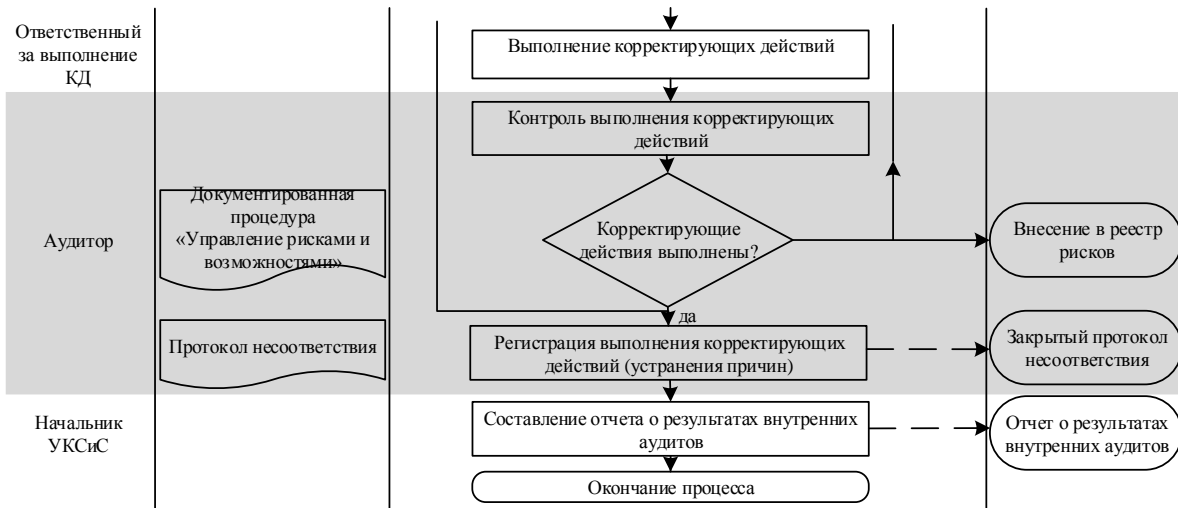 Ответственный
за выполнение
КД
Выполнение корректирующих действий
Контроль выполнения корректирующих
действий
Аудитор
Документированная
процедура
«Управление рисками и
возможностями»
Корректирующие
действия выполнены?
Внесение в реестр
рисков
да
Протокол несоответствия
Регистрация выполнения корректирующих
действий (устранения причин)
Закрытый протокол
несоответствия
Начальник
УКСиС
Составление отчета о результатах внутренних
аудитов
Отчет о результатах
внутренних аудитов
Окончание процесса